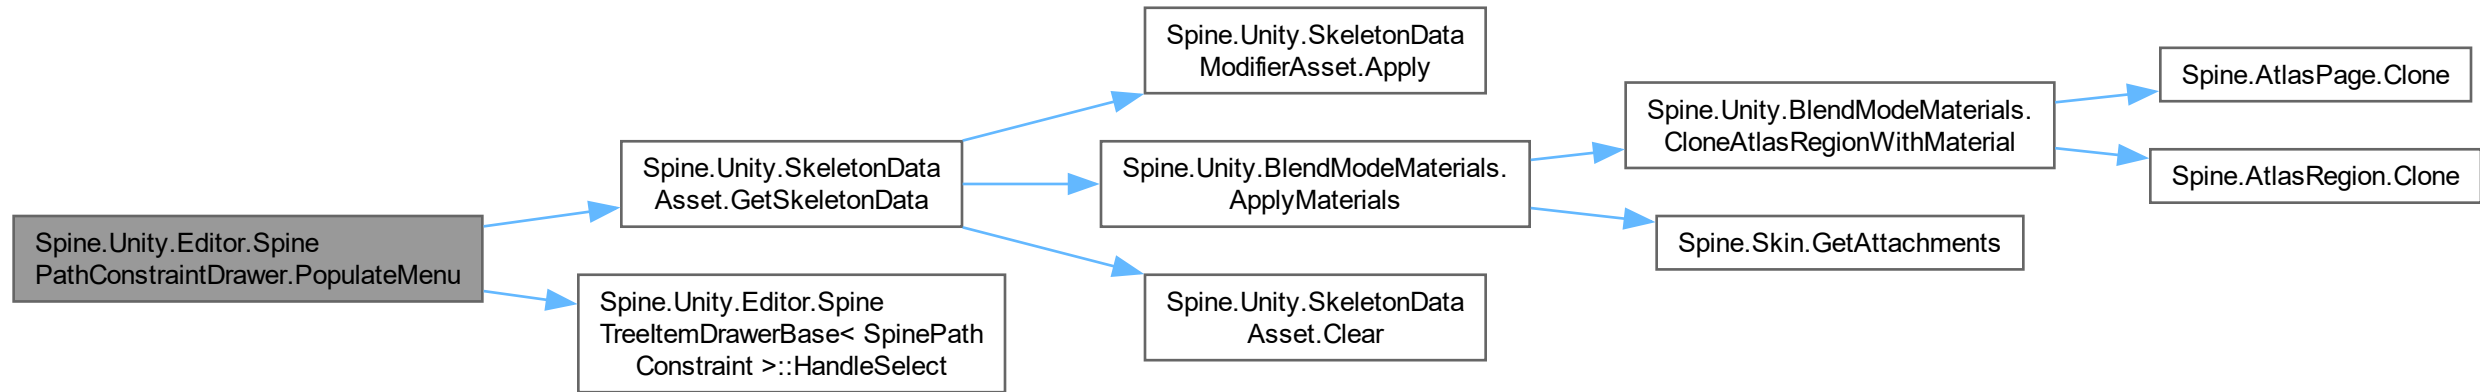 Spine.Unity.Editor.Spine
PathConstraintDrawer.PopulateMenu
Spine.Unity.SkeletonData
Asset.GetSkeletonData
Spine.Unity.Editor.Spine
TreeItemDrawerBase< SpinePath
Constraint >::HandleSelect
Spine.Unity.SkeletonData
ModifierAsset.Apply
Spine.Unity.BlendModeMaterials.
ApplyMaterials
Spine.Unity.SkeletonData
Asset.Clear
Spine.Unity.BlendModeMaterials.
CloneAtlasRegionWithMaterial
Spine.Skin.GetAttachments
Spine.AtlasPage.Clone
Spine.AtlasRegion.Clone